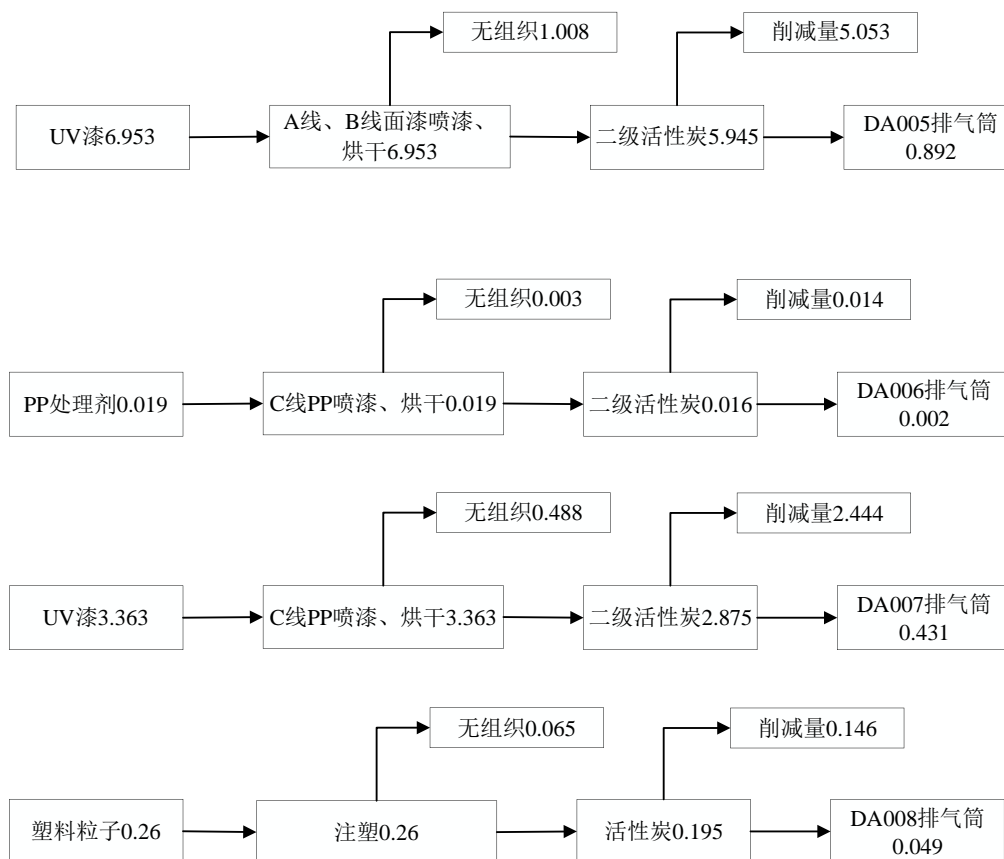 无组织1.008
削减量5.053
UV漆6.953
A线、B线面漆喷漆、
烘干6.953
二级活性炭5.945
DA005排气筒
0.892
无组织0.003
削减量0.014
PP处理剂0.019
C线PP喷漆、烘干0.019
二级活性炭0.016
DA006排气筒
0.002
无组织0.488
削减量2.444
UV漆3.363
C线PP喷漆、烘干3.363
二级活性炭2.875
DA007排气筒
0.431
无组织0.065
削减量0.146
塑料粒子0.26
注塑0.26
活性炭0.195
DA008排气筒
0.049